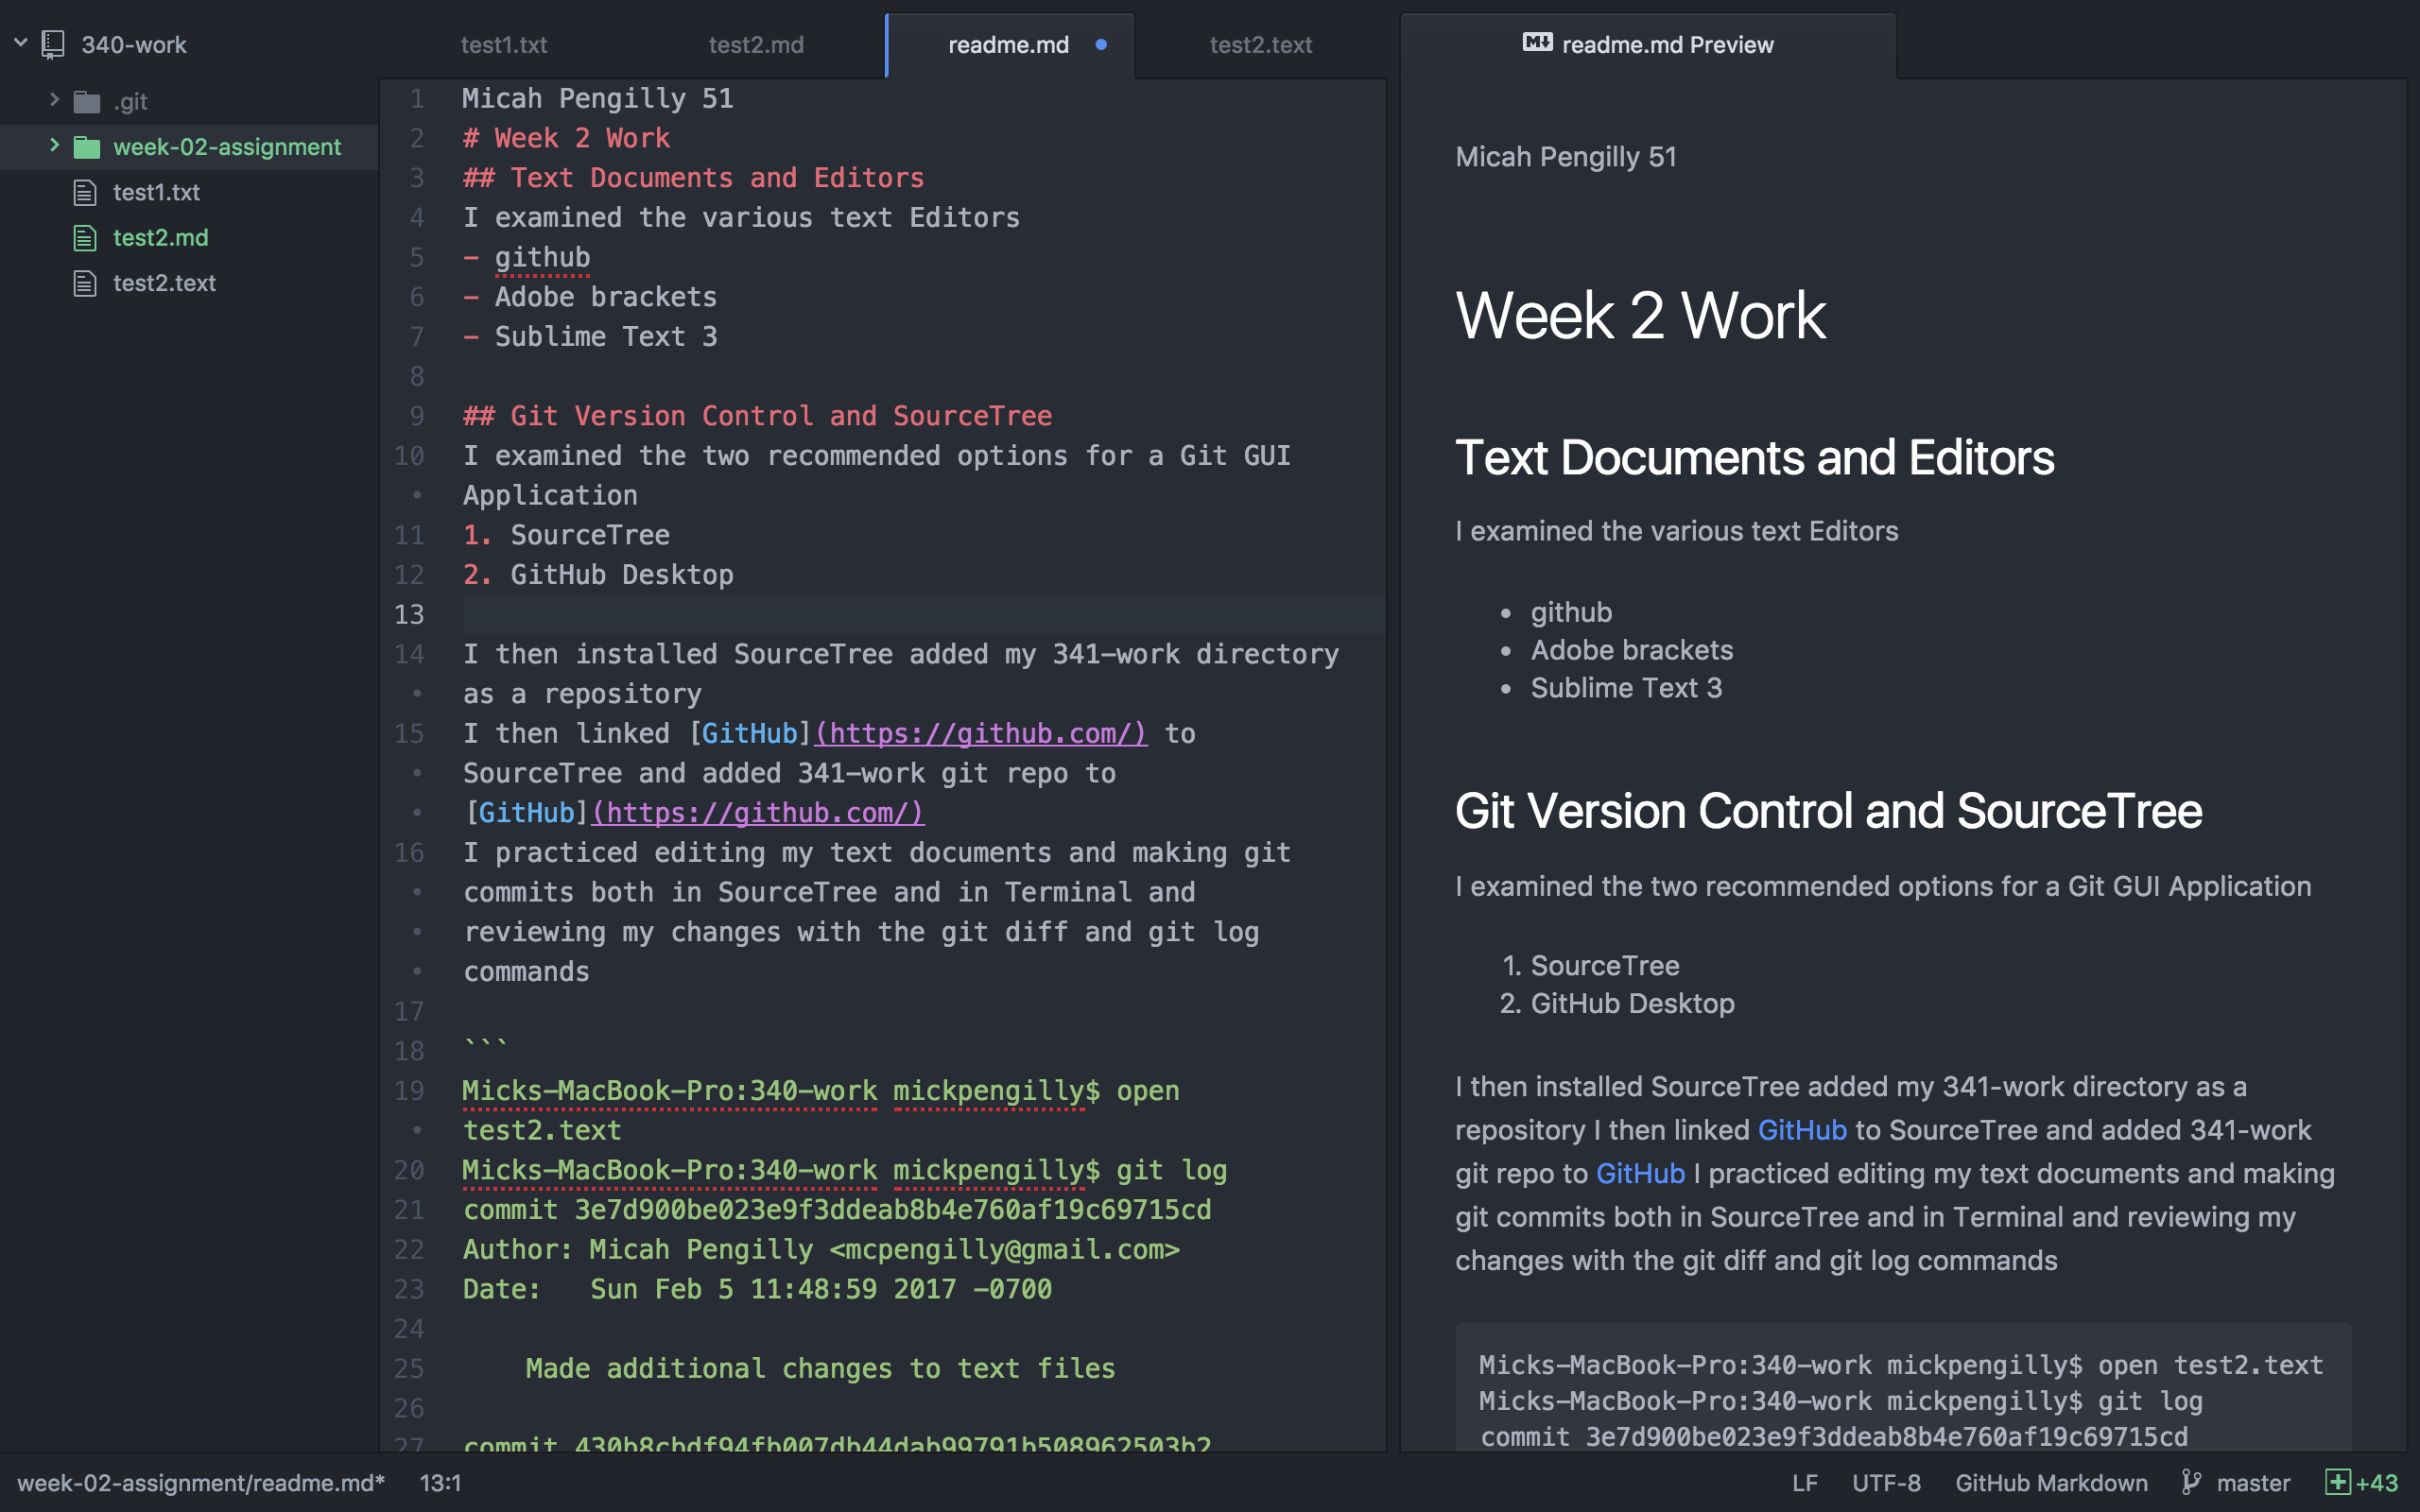 340-work
.git
week-02-assignment
test1.txt
test2.md
test2.text
test1.txt
test2.md
readme.md
test2.text
1 Micah Pengilly 51
2 # Week 2 Work
3 ## Text Documents and Editors
4 I examined the various text Editors
5 - github
6 - Adobe brackets
7 - Sublime Text 3
8
9 ## Git Version Control and SourceTree
10 I examined the two recommended options for a Git GUI
• Application
11 1. SourceTree
12 2. GitHub Desktop
13
14 I then installed SourceTree added my 341-work directory
• as a repository
15 I then linked [GitHub](https://github.com/) to
• SourceTree and added 341-work git repo to
• [GitHub](https://github.com/)
16 I practiced editing my text documents and making git
• commits both in SourceTree and in Terminal and
• reviewing my changes with the git diff and git log
• commands
17
18 ```
19 Micks-MacBook-Pro:340-work mickpengilly$ open
• test2.text
20 Micks-MacBook-Pro:340-work mickpengilly$ git log
21 commit 3e7d900be023e9f3ddeab8b4e760af19c69715cd
22 Author: Micah Pengilly <mcpengilly@gmail.com>
23 Date:   Sun Feb 5 11:48:59 2017 -0700
24
25     Made additional changes to text files
26
27 commit 430b8cbdf94fb007db44dab99791b508962503b2
readme.md Preview
Micah Pengilly 51
Week 2 Work
Text Documents and Editors
I examined the various text Editors
• github
• Adobe brackets
• Sublime Text 3
Git Version Control and SourceTree
I examined the two recommended options for a Git GUI Application
1. SourceTree
2. GitHub Desktop
I then installed SourceTree added my 341-work directory as a
repository I then linked GitHub to SourceTree and added 341-work
git repo to GitHub I practiced editing my text documents and making
git commits both in SourceTree and in Terminal and reviewing my
changes with the git diff and git log commands
Micks-MacBook-Pro:340-work mickpengilly$ open test2.text
Micks-MacBook-Pro:340-work mickpengilly$ git log
commit 3e7d900be023e9f3ddeab8b4e760af19c69715cd
week-02-assignment/readme.md* 13:1
LF UTF-8 GitHub Markdown master +43